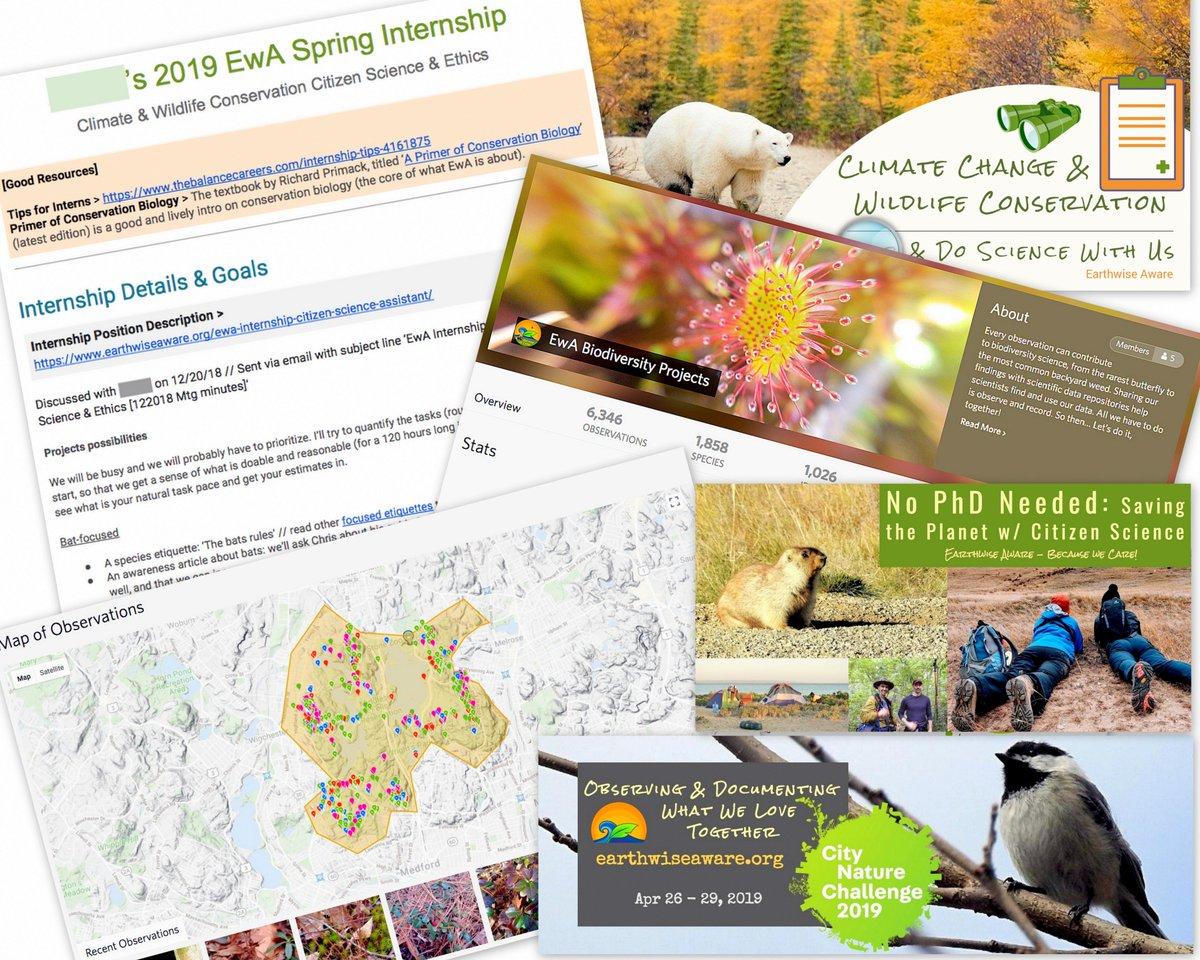 's 2019 EwA Spring Internship
Climate & Wildlife Conservation Citizen Science & Ethics
[Good Resources]
Tips for Interns > https://www.thebalancecareers.com/internship-tips-4161875
Primer of Conservation Biology > The textbook by Richard Primack, titled 'A Primer of Conservation Biology'
(latest edition) is a good and lively intro on conservation biology (the core of what EwA is about).
Internship Details & Goals
Internship Position Description >
https://www.earthwiseaware.org/ewa-internship-citizen-science-assistant/
Discussed with on 12/20/18 // Sent via email with subject line 'EwA Internship
Science & Ethics [122018 Mtg minutes]'
Projects possibilities
We will be busy and we will probably have to prioritize. I'll try to quantify the tasks
start, so that we get a sense of what is doable and reasonable (for a 120 hours long
see what is your natural task pace and get your estimates in.
Bat-focused
A species etiquette: 'The bats rules' // read other focused etiquettes
An awareness article about bats: we'll ask Chris about
well, and that we can
CLIMATE CHANGE &
WILDLIFE CONSERVATION
& DO SCIENCE WITH US
Earthwise Aware
EwA Biodiversity Projects
About
Members 5
Every observation can contribute
to biodiversity science, from the rarest butterfly to
the most common backyard weed. Sharing our
findings with scientific data repositories help
scientists find and use our data. All we have to do
is observe and record. So then... Let's do it,
together!
Read More >
Overview
6,346
OBSERVATIONS
1,858
SPECIES
1,026
Stats
Map of Observations
Map Satellite
Woburn
Horn Pond
Recreation
Area
Melrose
Medford
Recent Observations
No PhD Needed: Saving
the Planet w/ Citizen Science
Earthwise Aware – Because we Care!
OBSERVING & DOCUMENTING
WHAT WE LOVE
TOGETHER
earthwiseaware.org
Apr 26 – 29, 2019
City
Nature
Challenge
2019